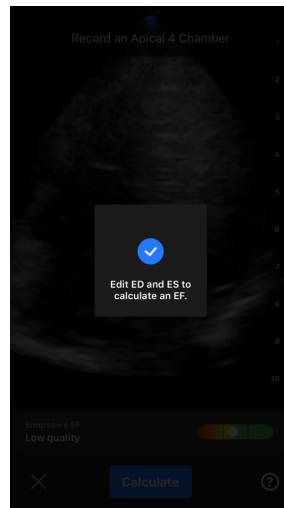 Record an Apical 4 Chamber
1
2
3
4
5
6
7
8
9
10
Edit ED and ES to
calculate an EF.
Simpson's EF
Low quality
Calculate
?